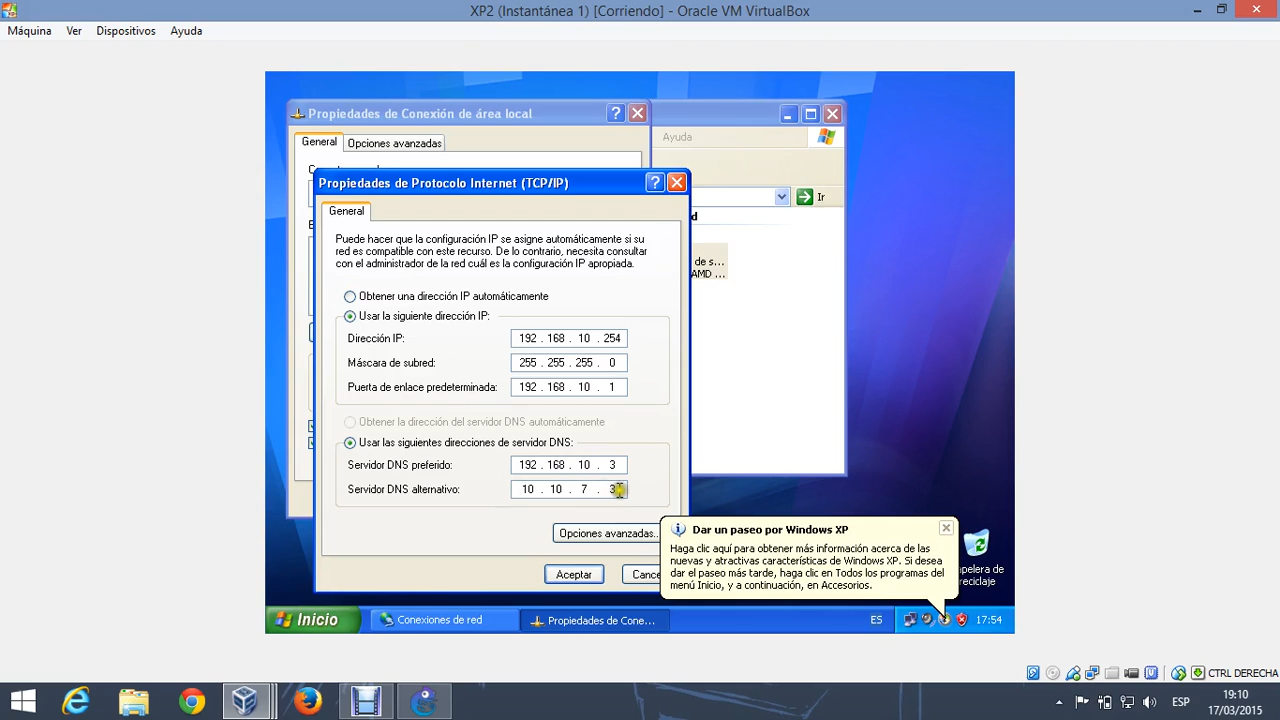 XP2 (Instantánea 1) [Corriendo] - Oracle VM VirtualBox
Máquina Ver Dispositivos Ayuda
Propiedades de Conexión de área local
Ayuda
General Opciones avanzadas
Propiedades de Protocolo Internet (TCP/IP)
Ir
General
Puede hacer que la configuración IP se asigne automáticamente si su
red es compatible con este recurso. De lo contrario, necesita consultar
con el administrador de la red cuál es la configuración IP apropiada.
de s...
AMD ...
Obtener una dirección IP automáticamente
Usar la siguiente dirección IP:
Dirección IP: 192 . 168 . 10 . 254
Máscara de subred: 255 . 255 . 255 . 0
Puerta de enlace predeterminada: 192 . 168 . 10 . 1
Obtener la dirección del servidor DNS automáticamente
Usar las siguientes direcciones de servidor DNS:
Servidor DNS preferido: 192 . 168 . 10 . 3
Servidor DNS alternativo: 10 . 10 . 7 . 3
Opciones avanzadas..
Aceptar Cance
Dar un paseo por Windows XP
Haga clic aquí para obtener más información acerca de las
nuevas y atractivas características de Windows XP. Si desea
dar el paseo más tarde, haga clic en Todos los programas del
menú Inicio, y a continuación, en Accesorios.
apelera de
reciclaje
Inicio Conexiones de red Propiedades de Cone... ES 17:54
CTRL DERECHA
ESP 19:10
17/03/2015